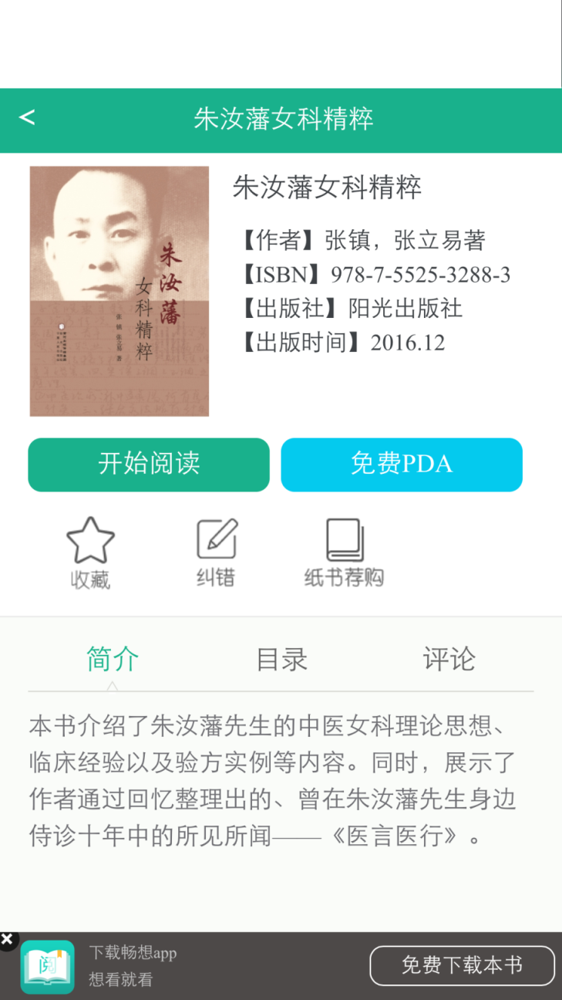 <
朱汝藩女科精粹
朱汝藩
女科精粹
张镇 张立易 著
朱汝藩女科精粹
【作者】张镇，张立易著
【ISBN】978-7-5525-3288-3
【出版社】阳光出版社
【出版时间】2016.12
开始阅读
免费PDA
收藏
纠错
纸书荐购
简介
目录
评论
本书介绍了朱汝藩先生的中医女科理论思想、
临床经验以及验方实例等内容。同时，展示了
作者通过回忆整理出的、曾在朱汝藩先生身边
侍诊十年中的所见所闻——《医言医行》。
阅
下载畅想app
想看就看
免费下载本书